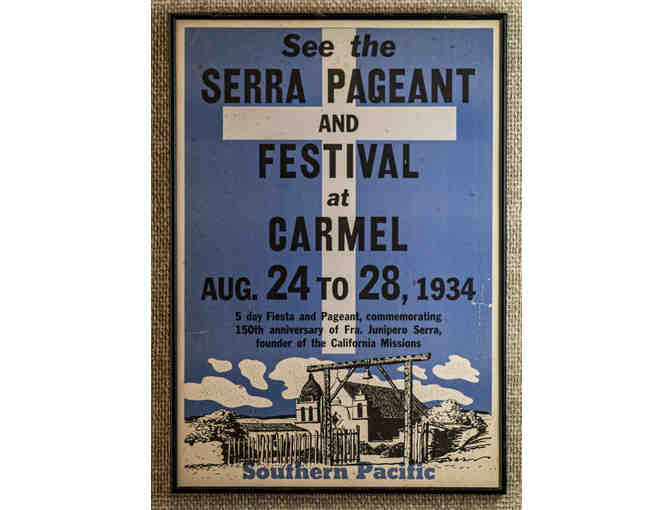 See the
SERRA PAGEANT
AND
FESTIVAL
at
CARMEL
AUG. 24 TO 28, 1934
5 day Fiesta and Pageant, commemorating
150th anniversary of Fra. Junipero Serra,
founder of the California Missions
Southern Pacific